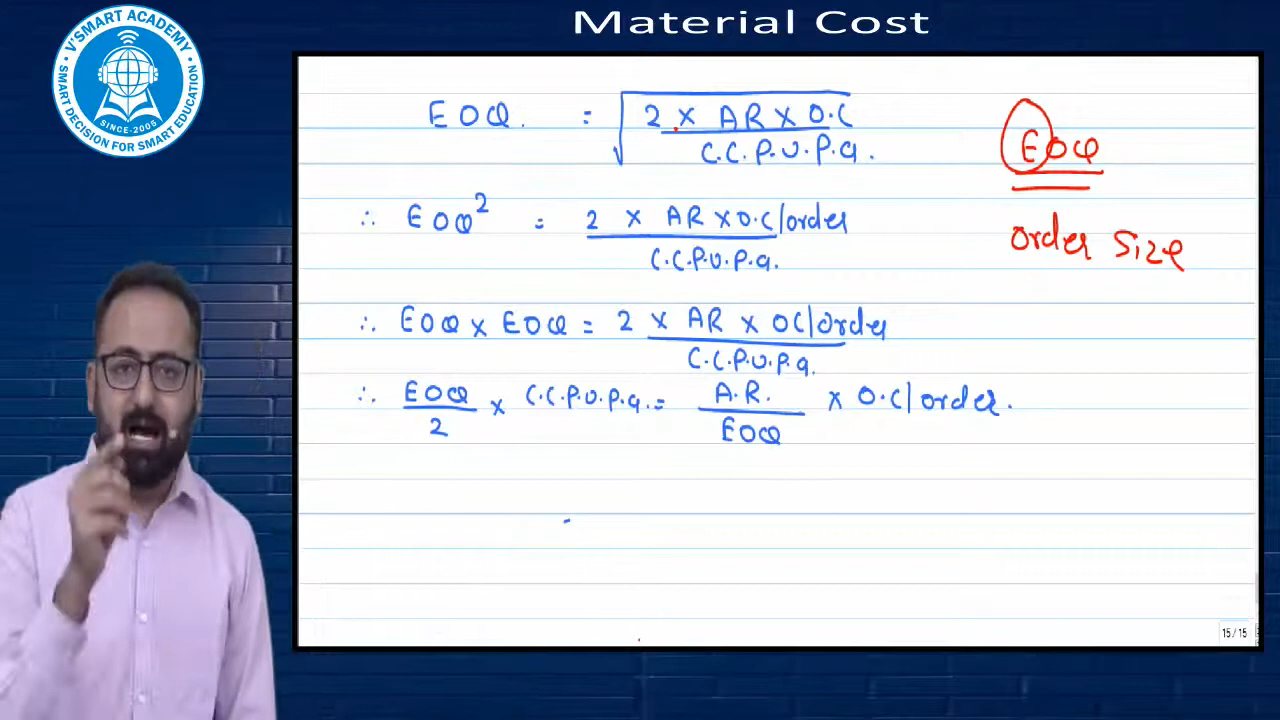 Material Cost
V'SMART ACADEMY
SINCE-2005
SMART DECISION FOR SMART EDUCATION
EOQ. = √ 2 × AR × O.C
C.C.P.U.P.a.
∴ EOQ² = 2 × AR × O.C/order
C.C.P.U.P.a.
∴ EOQ × EOQ = 2 × AR × OC/order
C.C.P.U.P.a.
∴ EOQ × C.C.P.U.P.a. = A.R. × O.C/order.
2 EOQ
EOQ
order size
15/15